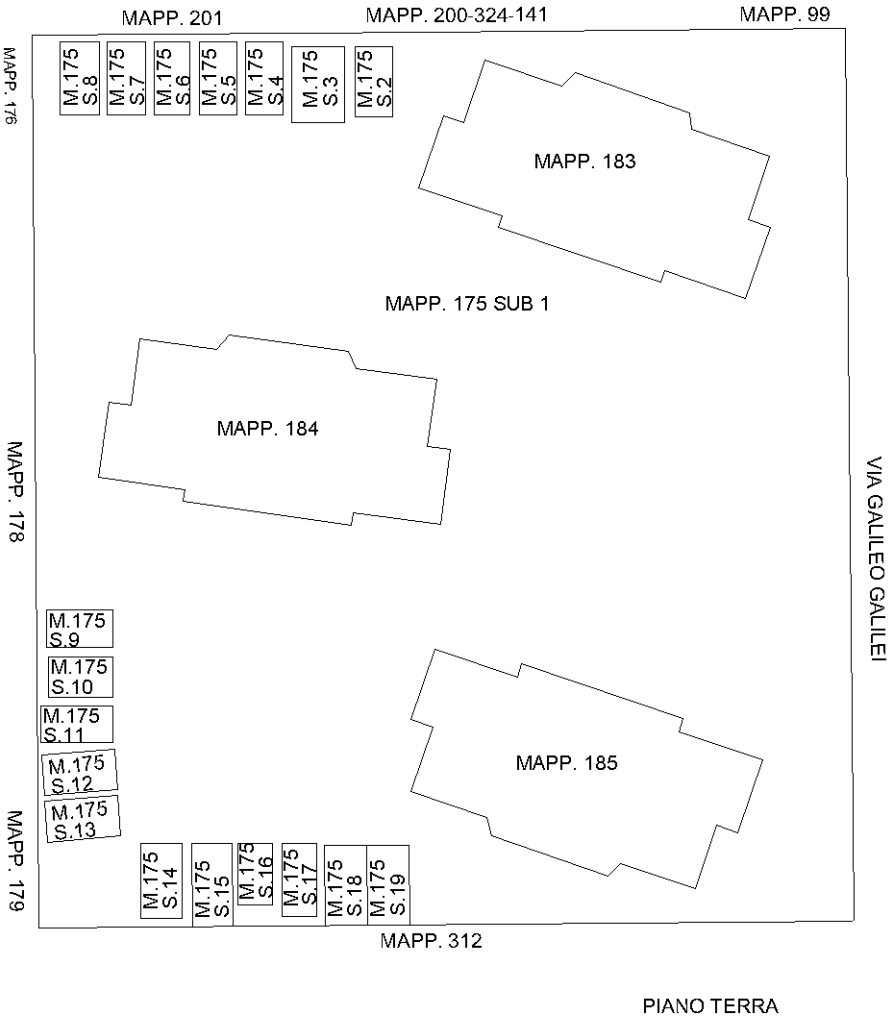 MAPP. 201
MAPP. 200-324-141
MAPP. 99
MAPP. 176
M.175
S.8
M.175
S.7
M.175
S.6
M.175
S.5
M.175
S.4
M.175
S.3
M.175
S.2
MAPP. 183
MAPP. 175 SUB 1
MAPP. 184
MAPP. 178
VIA GALILEO GALILEI
M.175
S.9
M.175
S.10
M.175
S.11
M.175
S.12
M.175
S.13
MAPP. 185
MAPP. 179
M.175
S.14
M.175
S.15
M.175
S.16
M.175
S.17
M.175
S.18
M.175
S.19
MAPP. 312
PIANO TERRA